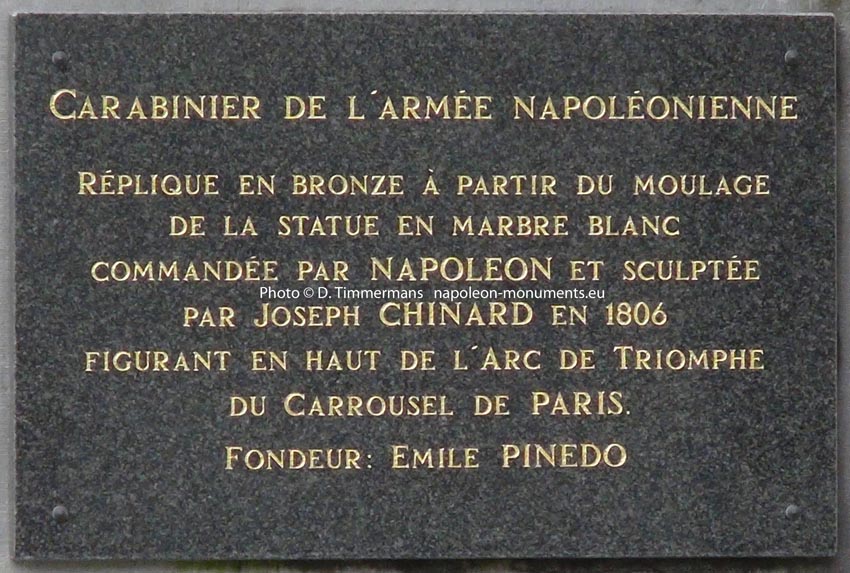 CARABINIER DE L´ARMÉE NAPOLÉONIENNE
RÉPLIQUE EN BRONZE À PARTIR DU MOULAGE
DE LA STATUE EN MARBRE BLANC
COMMANDÉE PAR NAPOLEON ET SCULPTÉE
Photo © D. Timmermans napoleon-monuments.eu
PAR JOSEPH CHINARD EN 1806
FIGURANT EN HAUT DE L´ARC DE TRIOMPHE
DU CARROUSEL DE PARIS.
FONDEUR: EMILE PINEDO